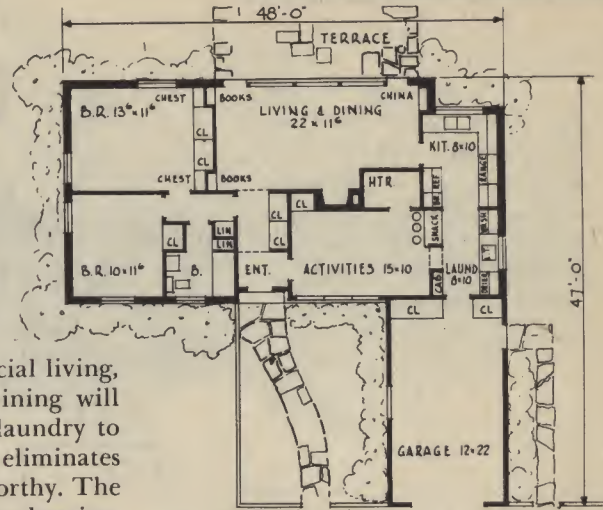 48'-0"
TERRACE
B.R. 13⁶×11⁶
CHEST
BOOKS
CHINA
LIVING & DINING
22 × 11⁶
CL
CL
KIT. 8×10
RANGE
CHEST
BOOKS
HTR.
REF
BR
CL
CL
CL
LIN
LIN
SNACK
WASH
B.R. 10×11⁶
B.
ENT.
ACTIVITIES 15×10
CAB
LAUND
8×10
CL
CL
47'-0"
GARAGE 12×22
cial living,
ining will
laundry to
eliminates
orthy. The